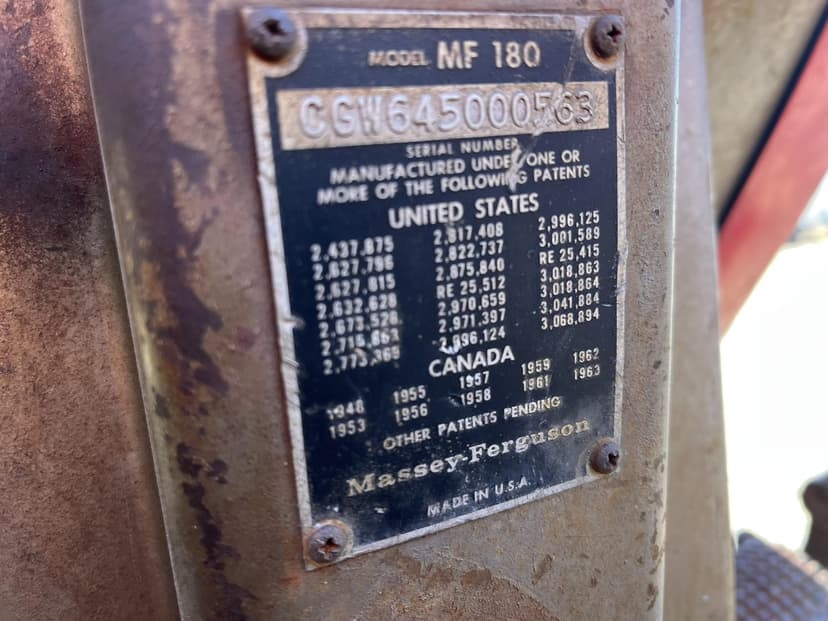 MODEL MF 180
CGW645000563
SERIAL NUMBER
MANUFACTURED UNDER ONE OR
MORE OF THE FOLLOWING PATENTS
UNITED STATES
2,437,875 2,817,408 2,996,125
2,627,796 2,822,737 3,001,589
2,627,815 2,875,840 RE 25,415
2,632,628 RE 25,512 3,018,863
2,673,528 2,970,659 3,018,864
2,715,863 2,971,397 3,041,884
2,773,369 2,996,124 3,068,894
CANADA
1948 1955 1957 1959 1962
1953 1956 1958 1961 1963
OTHER PATENTS PENDING
Massey-Ferguson
MADE IN U.S.A.